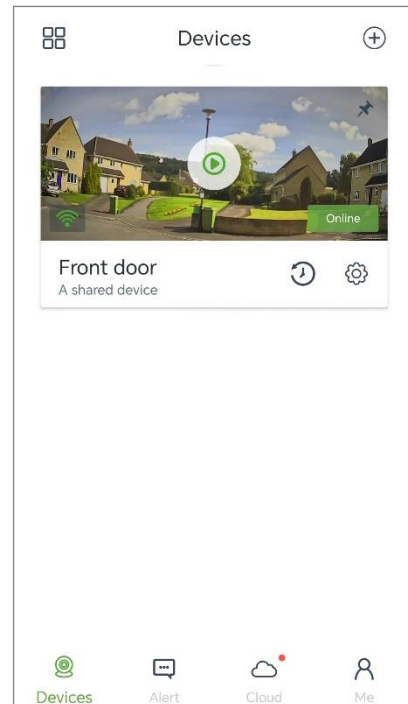 Devices
Online
Front door
A shared device
Devices
Alert
Cloud
Me